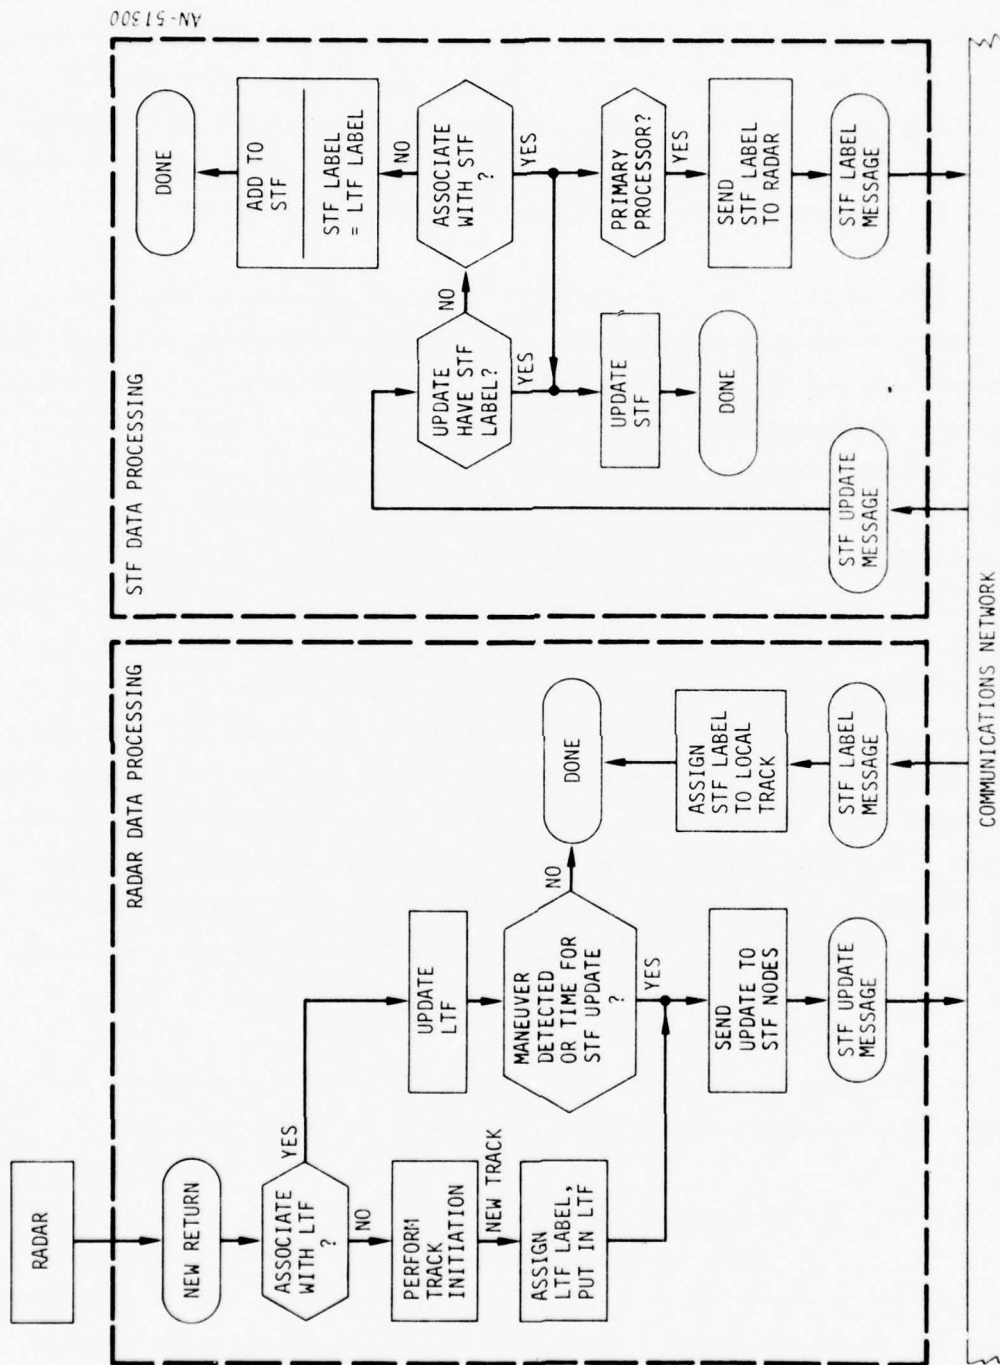 AN-51300
RADAR
RADAR DATA PROCESSING
NEW RETURN
ASSOCIATE
WITH LTF
?
YES
NO
PERFORM
TRACK
INITIATION
NEW TRACK
ASSIGN
LTF LABEL,
PUT IN LTF
UPDATE
LTF
MANEUVER
DETECTED
OR TIME FOR
STF UPDATE
?
NO
YES
DONE
SEND
UPDATE TO
STF NODES
STF UPDATE
MESSAGE
ASSIGN
STF LABEL
TO LOCAL
TRACK
STF LABEL
MESSAGE
STF DATA PROCESSING
DONE
ADD TO
STF
STF LABEL
= LTF LABEL
NO
UPDATE
HAVE STF
LABEL?
NO
ASSOCIATE
WITH STF
?
YES
YES
UPDATE
STF
DONE
PRIMARY
PROCESSOR?
YES
SEND
STF LABEL
TO RADAR
STF UPDATE
MESSAGE
STF LABEL
MESSAGE
COMMUNICATIONS NETWORK